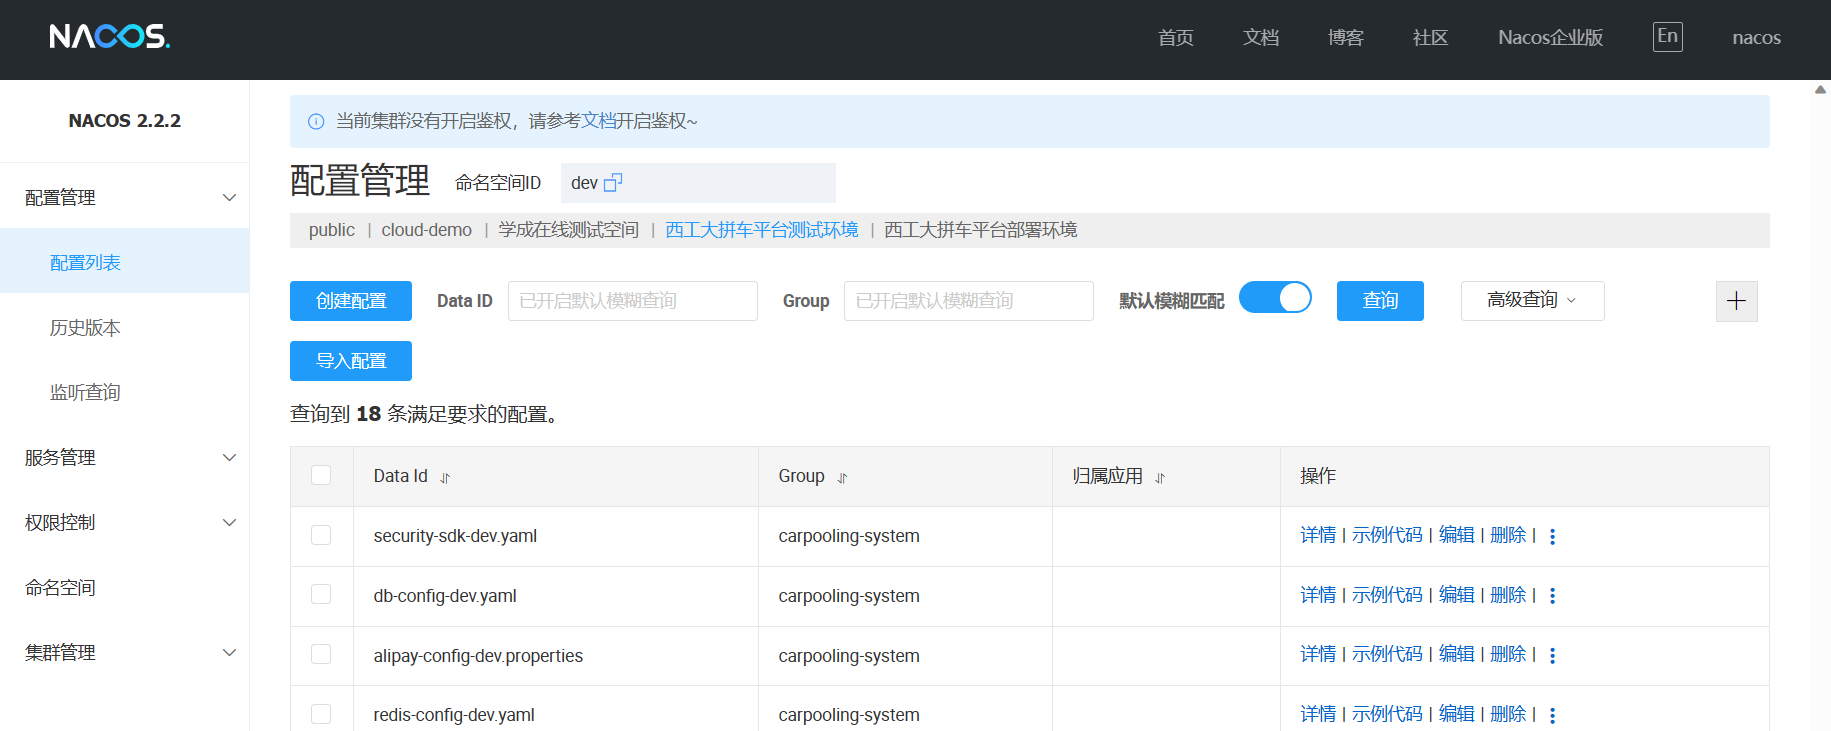 NACOS.
首页 文档 博客 社区 Nacos企业版 En nacos
NACOS 2.2.2
配置管理
配置列表
历史版本
监听查询
服务管理
权限控制
命名空间
集群管理
当前集群没有开启鉴权，请参考文档开启鉴权~
配置管理 命名空间ID dev
public | cloud-demo | 学成在线测试空间 | 西工大拼车平台测试环境 | 西工大拼车平台部署环境
创建配置 Data ID 已开启默认模糊查询 Group 已开启默认模糊查询 默认模糊匹配 查询 高级查询
导入配置
查询到 18 条满足要求的配置。
Data Id Group 归属应用 操作
security-sdk-dev.yaml carpooling-system 详情 | 示例代码 | 编辑 | 删除 |
db-config-dev.yaml carpooling-system 详情 | 示例代码 | 编辑 | 删除 |
alipay-config-dev.properties carpooling-system 详情 | 示例代码 | 编辑 | 删除 |
redis-config-dev.yaml carpooling-system 详情 | 示例代码 | 编辑 | 删除 |